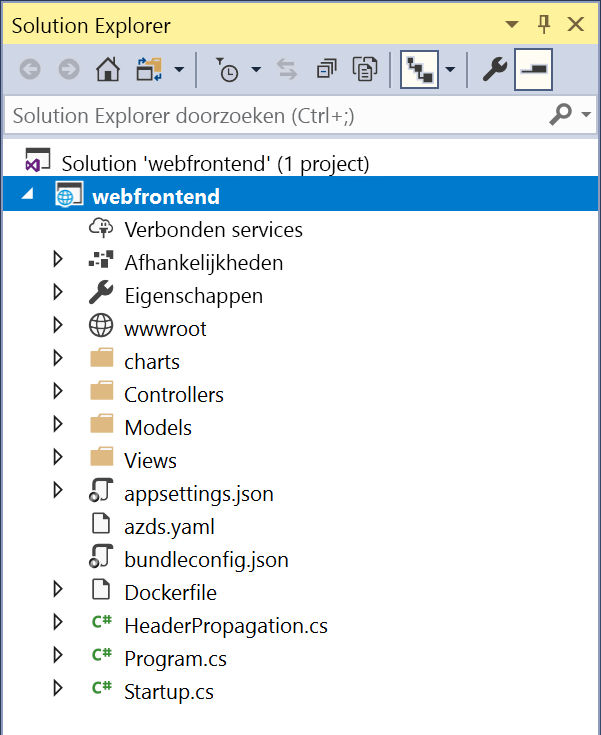 Solution Explorer
Solution Explorer doorzoeken (Ctrl+;)
Solution 'webfrontend' (1 project)
webfrontend
Verbonden services
Afhankelijkheden
Eigenschappen
wwwroot
charts
Controllers
Models
Views
appsettings.json
azds.yaml
bundleconfig.json
Dockerfile
C# HeaderPropagation.cs
C# Program.cs
C# Startup.cs